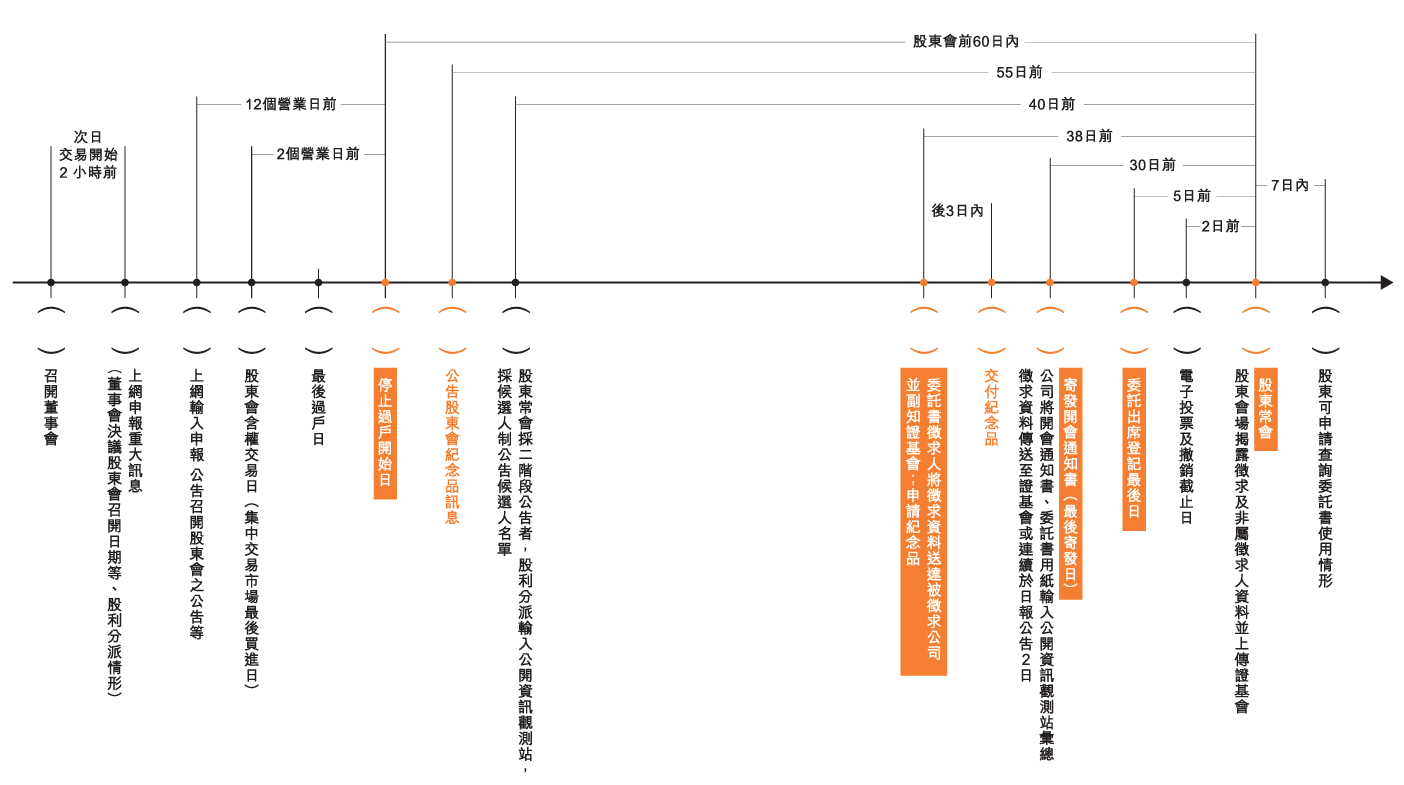 股東會前60日內
55日前
12個營業日前
40日前
次日
交易開始
2 小時前
38日前
2個營業日前
30日前
7日內
5日前
後3日內
2日前
召開董事會
上網申報重大訊息
（董事會決議股東會召開日期等、股利分派情形）
上網輸入申報 公告召開股東會之公告等
股東會含權交易日（集中交易市場最後買進日）
最後過戶日
停止過戶開始日
公告股東會紀念品訊息
股東常會採二階段公告者，股利分派輸入公開資訊觀測站，
採候選人制公告候選人名單
委託書徵求人將徵求資料送達被徵求公司
並副知證基會；申請紀念品
交付紀念品
寄發開會通知書（最後寄發日）
公司將開會通知書、委託書用紙輸入公開資訊觀測站彙總
徵求資料傳送至證基會或連續於日報公告2日
委託出席登記最後日
電子投票及撤銷截止日
股東常會
股東會場揭露徵求及非屬徵求人資料並上傳證基會
股東可申請查詢委託書使用情形